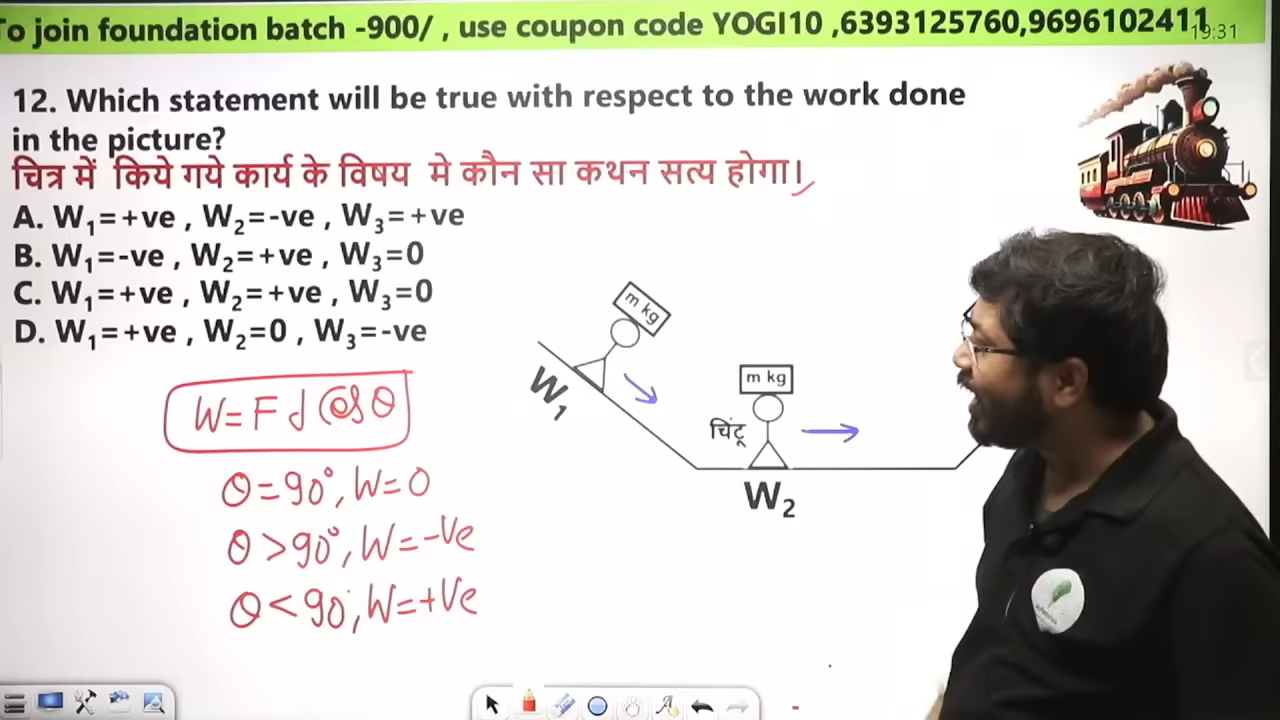 To join foundation batch -900/ , use coupon code YOGI10 ,6393125760,9696102411
19:31
12. Which statement will be true with respect to the work done
in the picture?
चित्र में किये गये कार्य के विषय मे कौन सा कथन सत्य होगा।
A. W₁=+ve , W₂=-ve , W₃=+ve
B. W₁=-ve , W₂=+ve , W₃=0
C. W₁=+ve , W₂=+ve , W₃=0
D. W₁=+ve , W₂=0 , W₃=-ve
m kg
W₁
m kg
चिंटू
W₂
W=Fd cosθ
θ=90°, W=0
θ>90°, W=-ve
θ<90°, W=+ve